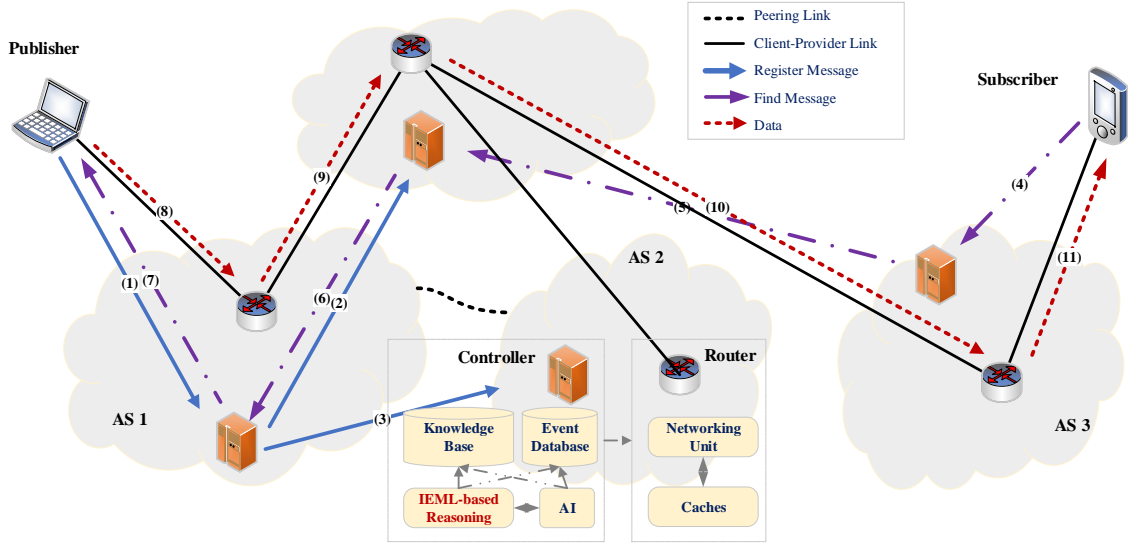 Publisher
Peering Link
Client-Provider Link
Register Message
Find Message
Data
Subscriber
(9)
(4)
(8)
(5)
(10)
(1)
(7)
(6)
(2)
(11)
AS 2
Controller
Router
AS 1
(3)
AS 3
Knowledge
Base
Event
Database
Networking
Unit
IEML-based
Reasoning
AI
Caches